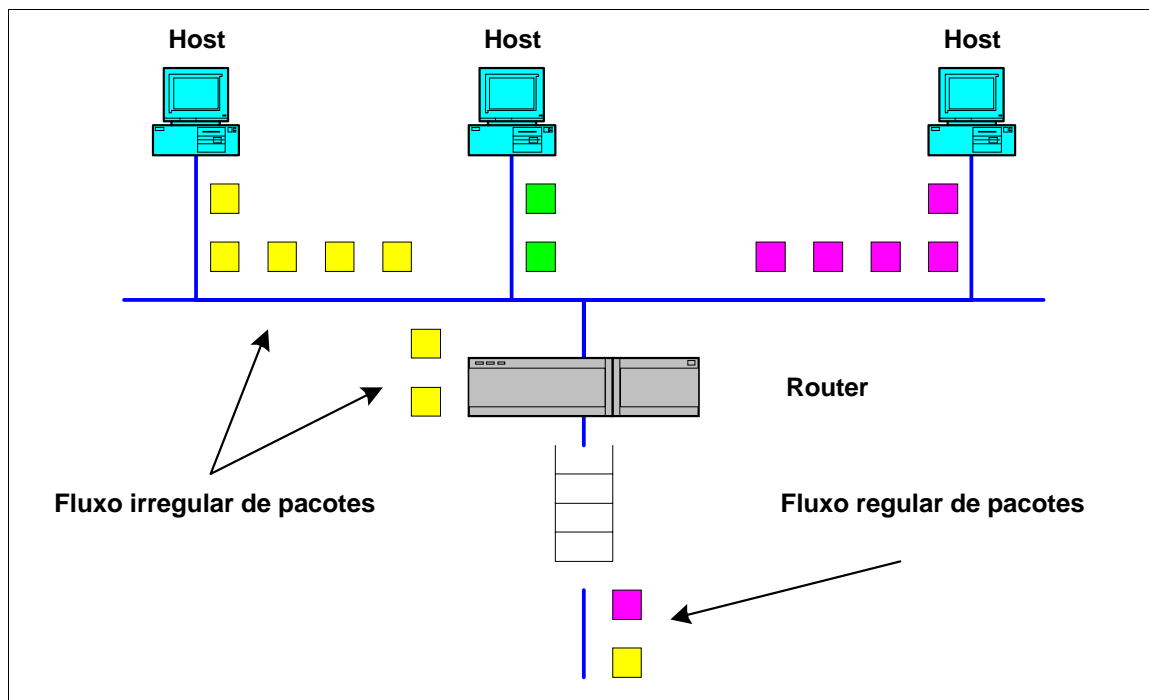 Host
Host
Host
Router
Fluxo irregular de pacotes
Fluxo regular de pacotes